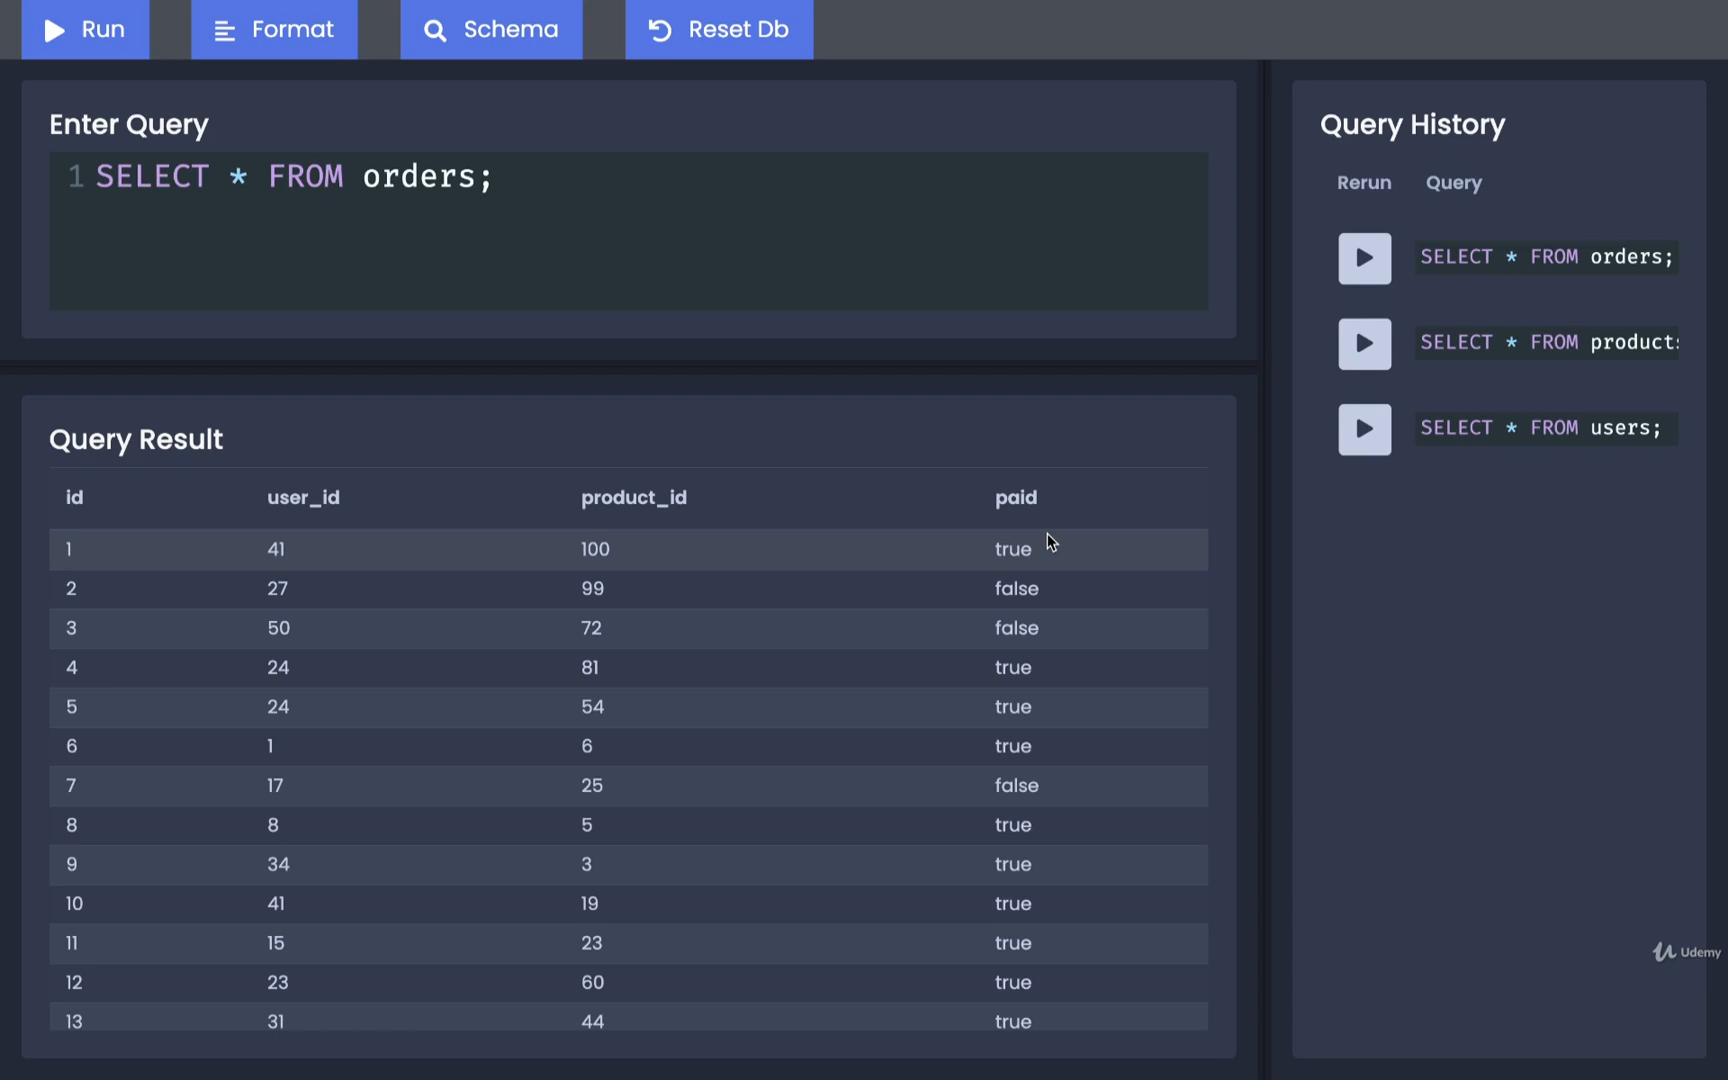 Run Format Schema Reset Db
Enter Query
1 SELECT * FROM orders;
Query Result
id user_id product_id paid
1 41 100 true
2 27 99 false
3 50 72 false
4 24 81 true
5 24 54 true
6 1 6 true
7 17 25 false
8 8 5 true
9 34 3 true
10 41 19 true
11 15 23 true
12 23 60 true
13 31 44 true
Query History
Rerun Query
SELECT * FROM orders;
SELECT * FROM products
SELECT * FROM users;
Udemy